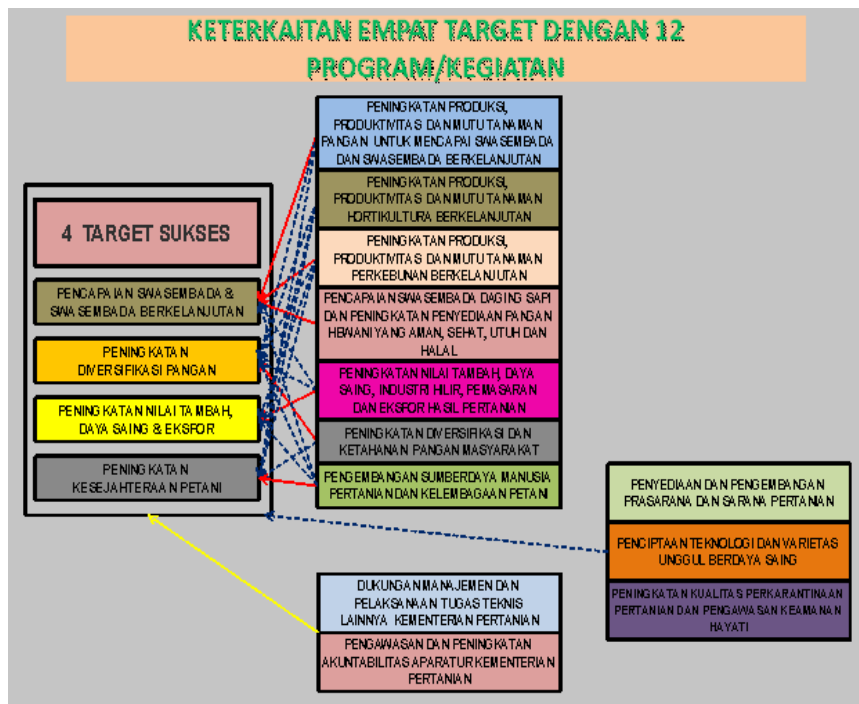 KETERKAITAN EMPAT TARGET DENGAN 12
PROGRAM/KEGIATAN
4 TARGET SUKSES
PENCAPAIAN SWASEMBADA &
SWASEMBADA BERKELANJUTAN
PENINGKATAN
DIVERSIFIKASI PANGAN
PENINGKATAN NILAI TAMBAH,
DAYA SAING & EKSFOR
PENINGKATAN
KESEJAHTERAAN PETANI
PENINGKATAN PRODUKSI,
PRODUKTIVITAS DAN MUTU TANAMAN
PANGAN UNTUK MENCAPAI SWASEMBADA
DAN SWASEMBADA BERKELANJUTAN
PENINGKATAN PRODUKSI,
PRODUKTIVITAS DAN MUTU TANAMAN
HORTIKULTURA BERKELANJUTAN
PENINGKATAN PRODUKSI,
PRODUKTIVITAS DAN MUTU TANAMAN
PERKEBUNAN BERKELANJUTAN
PENCAPAIAN SWASEMBADA DAGING SAPI
DAN PENINGKATAN PENYEDIAAN PANGAN
HEWANI YANG AMAN, SEHAT, UTUH DAN
HALAL
PENINGKATAN NILAI TAMBAH, DAYA
SAING, INDUSTRI HILIR, PEMASARAN
DAN EKSFOR HASIL PERTANIAN
PENINGKATAN DIVERSIFIKASI DAN
KETAHANAN PANGAN MASYARAKAT
PENGEMBANGAN SUMBERDAYA MANUSIA
PERTANIAN DAN KELEMBAGAAN PETANI
PENYEDIAAN DAN PENGEMBANGAN
PRASARANA DAN SARANA PERTANIAN
PENCIPTAAN TEKNOLOGI DAN VARIETAS
UNGGUL BERDAYA SAING
PENINGKATAN KUALITAS PERKARANTINAAN
PERTANIAN DAN PENGAWASAN KEAMANAN
HAYATI
DUKUNGAN MANAJEMEN DAN
PELAKSANAAN TUGAS TEKNIS
LAINNYA KEMENTERIAN PERTANIAN
PENGAWASAN DAN PENINGKATAN
AKUNTABILITAS APARATUR KEMENTERIAN
PERTANIAN